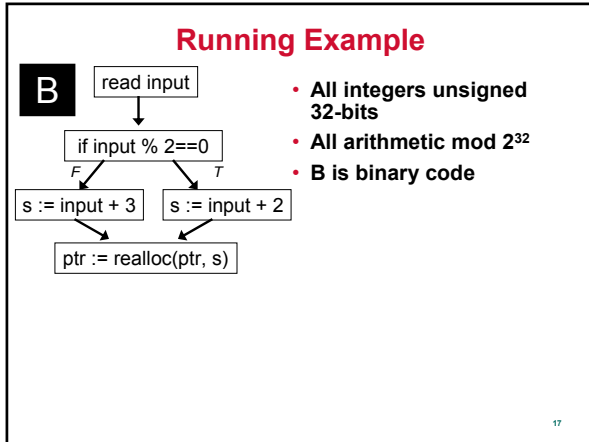 Running Example
B
read input
if input % 2==0
F
T
s := input + 3
s := input + 2
ptr := realloc(ptr, s)
• All integers unsigned
32-bits
• All arithmetic mod 2³²
• B is binary code
17